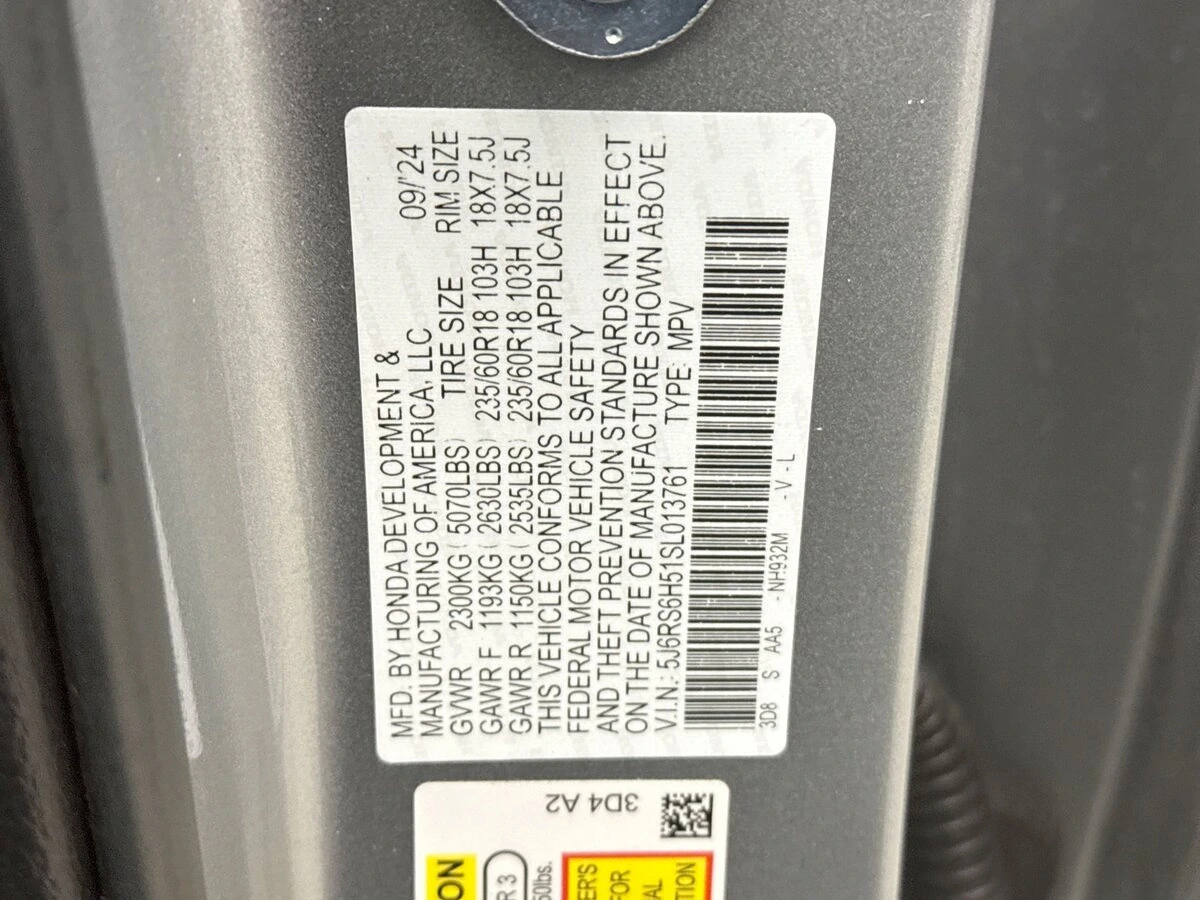 MFD. BY HONDA DEVELOPMENT &
MANUFACTURING OF AMERICA, LLC 09/'24
GVWR 2300KG ( 5070LBS) TIRE SIZE RIM SIZE
GAWR F 1193KG ( 2630LBS) 235/60R18 103H 18X7.5J
GAWR R 1150KG ( 2535LBS) 235/60R18 103H 18X7.5J
THIS VEHICLE CONFORMS TO ALL APPLICABLE
FEDERAL MOTOR VEHICLE SAFETY
AND THEFT PREVENTION STANDARDS IN EFFECT
ON THE DATE OF MANUFACTURE SHOWN ABOVE.
V.I.N.: 5J6RS6H51SL013761 TYPE: MPV
3D8 S AA5 - NH932M - V - L
3D4 A2